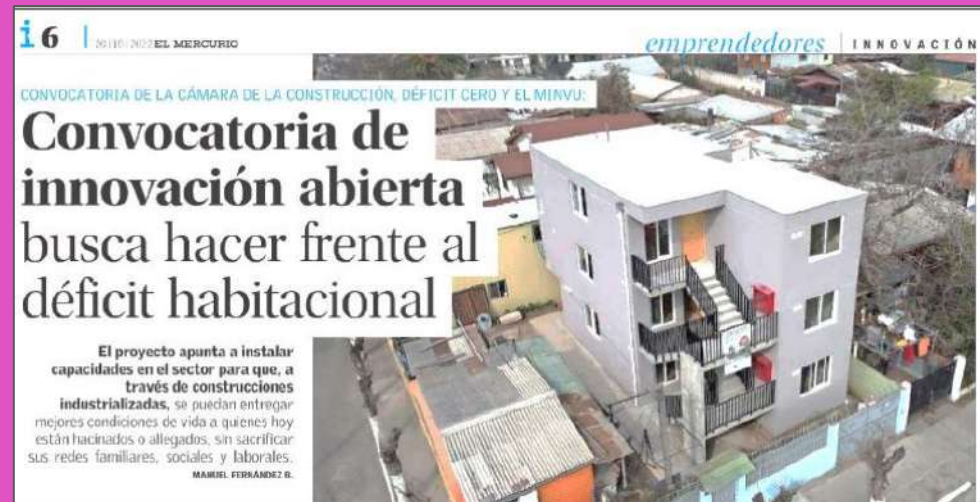 i 6 | EL MERCURIO
emprendedores | INNOVACIÓN
CONVOCATORIA DE LA CÁMARA DE LA CONSTRUCCIÓN, DÉFICIT CERO Y EL MINVU:
Convocatoria de
innovación abierta
busca hacer frente al
déficit habitacional
El proyecto apunta a instalar
capacidades en el sector para que, a
través de construcciones
industrializadas, se puedan entregar
mejores condiciones de vida a quienes hoy
están hacinados o allegados, sin sacrificar
sus redes familiares, sociales y laborales.
MANUEL FERNÁNDEZ B.